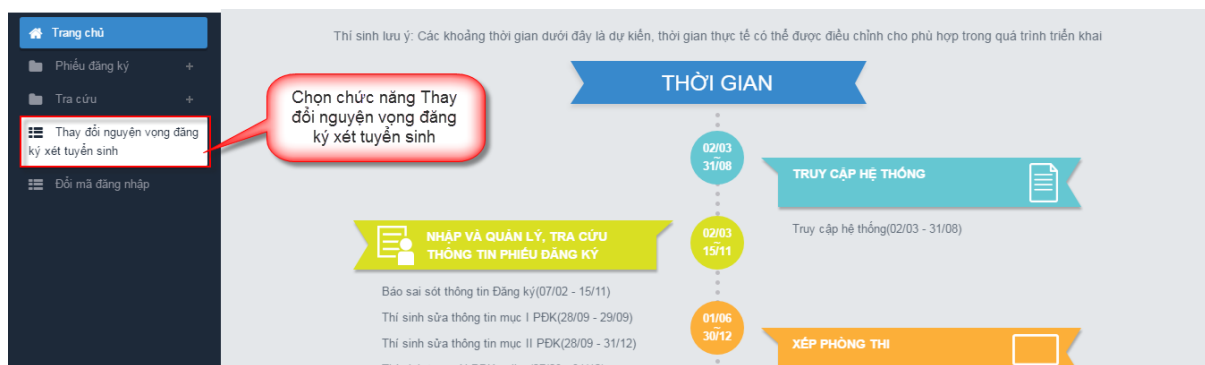 Trang chủ
Phiếu đăng ký +
Tra cứu +
Thay đổi nguyện vọng đăng
ký xét tuyển sinh
Đổi mã đăng nhập
Chọn chức năng Thay
đổi nguyện vọng đăng
ký xét tuyển sinh
Thí sinh lưu ý: Các khoảng thời gian dưới đây là dự kiến, thời gian thực tế có thể được điều chỉnh cho phù hợp trong quá trình triển khai
THỜI GIAN
02/03
~
31/08
TRUY CẬP HỆ THỐNG
Truy cập hệ thống(02/03 - 31/08)
02/03
~
15/11
NHẬP VÀ QUẢN LÝ, TRA CỨU
THÔNG TIN PHIẾU ĐĂNG KÝ
Báo sai sót thông tin Đăng ký(07/02 - 15/11)
Thí sinh sửa thông tin mục I PĐK(28/09 - 29/09)
Thí sinh sửa thông tin mục II PĐK(28/09 - 31/12)
01/06
~
30/12
XẾP PHÒNG THI